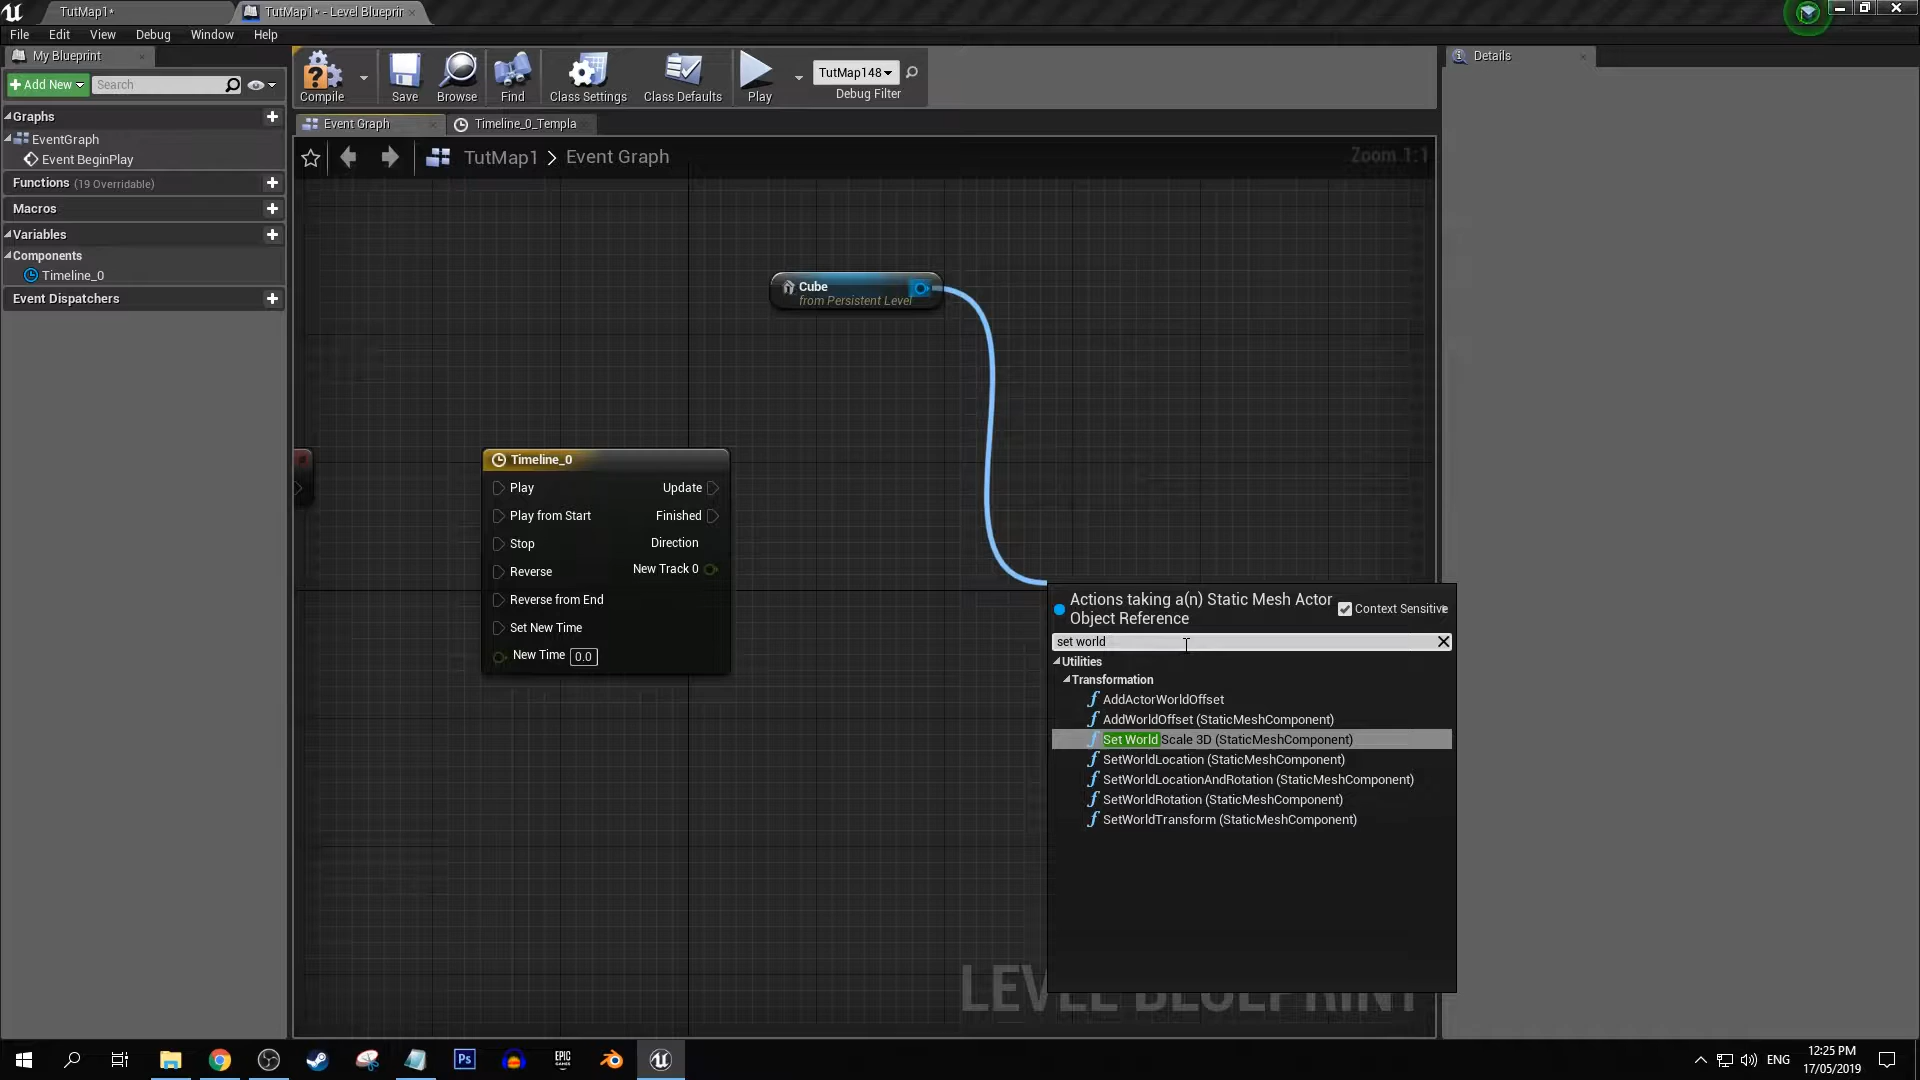 TutMap1*
TutMap1* - Level Blueprin
File Edit View Debug Window Help
My Blueprint
Add New
Search
Graphs
EventGraph
Event BeginPlay
Functions (19 Overridable)
Macros
Variables
Components
Timeline_0
Event Dispatchers
Compile
Save
Browse
Find
Class Settings
Class Defaults
Play
TutMap148
Debug Filter
Event Graph
Timeline_0_Templa
TutMap1 > Event Graph
Zoom 1:1
Details
Cube
from Persistent Level
Timeline_0
Play Update
Play from Start Finished
Stop Direction
Reverse New Track 0
Reverse from End
Set New Time
New Time 0.0
Actions taking a(n) Static Mesh Actor
Object Reference
Context Sensitive
set world
Utilities
Transformation
AddActorWorldOffset
AddWorldOffset (StaticMeshComponent)
Set World Scale 3D (StaticMeshComponent)
SetWorldLocation (StaticMeshComponent)
SetWorldLocationAndRotation (StaticMeshComponent)
SetWorldRotation (StaticMeshComponent)
SetWorldTransform (StaticMeshComponent)
LEVEL BLUEPRINT
Ps
EPIC
GAMES
ENG
12:25 PM
17/05/2019